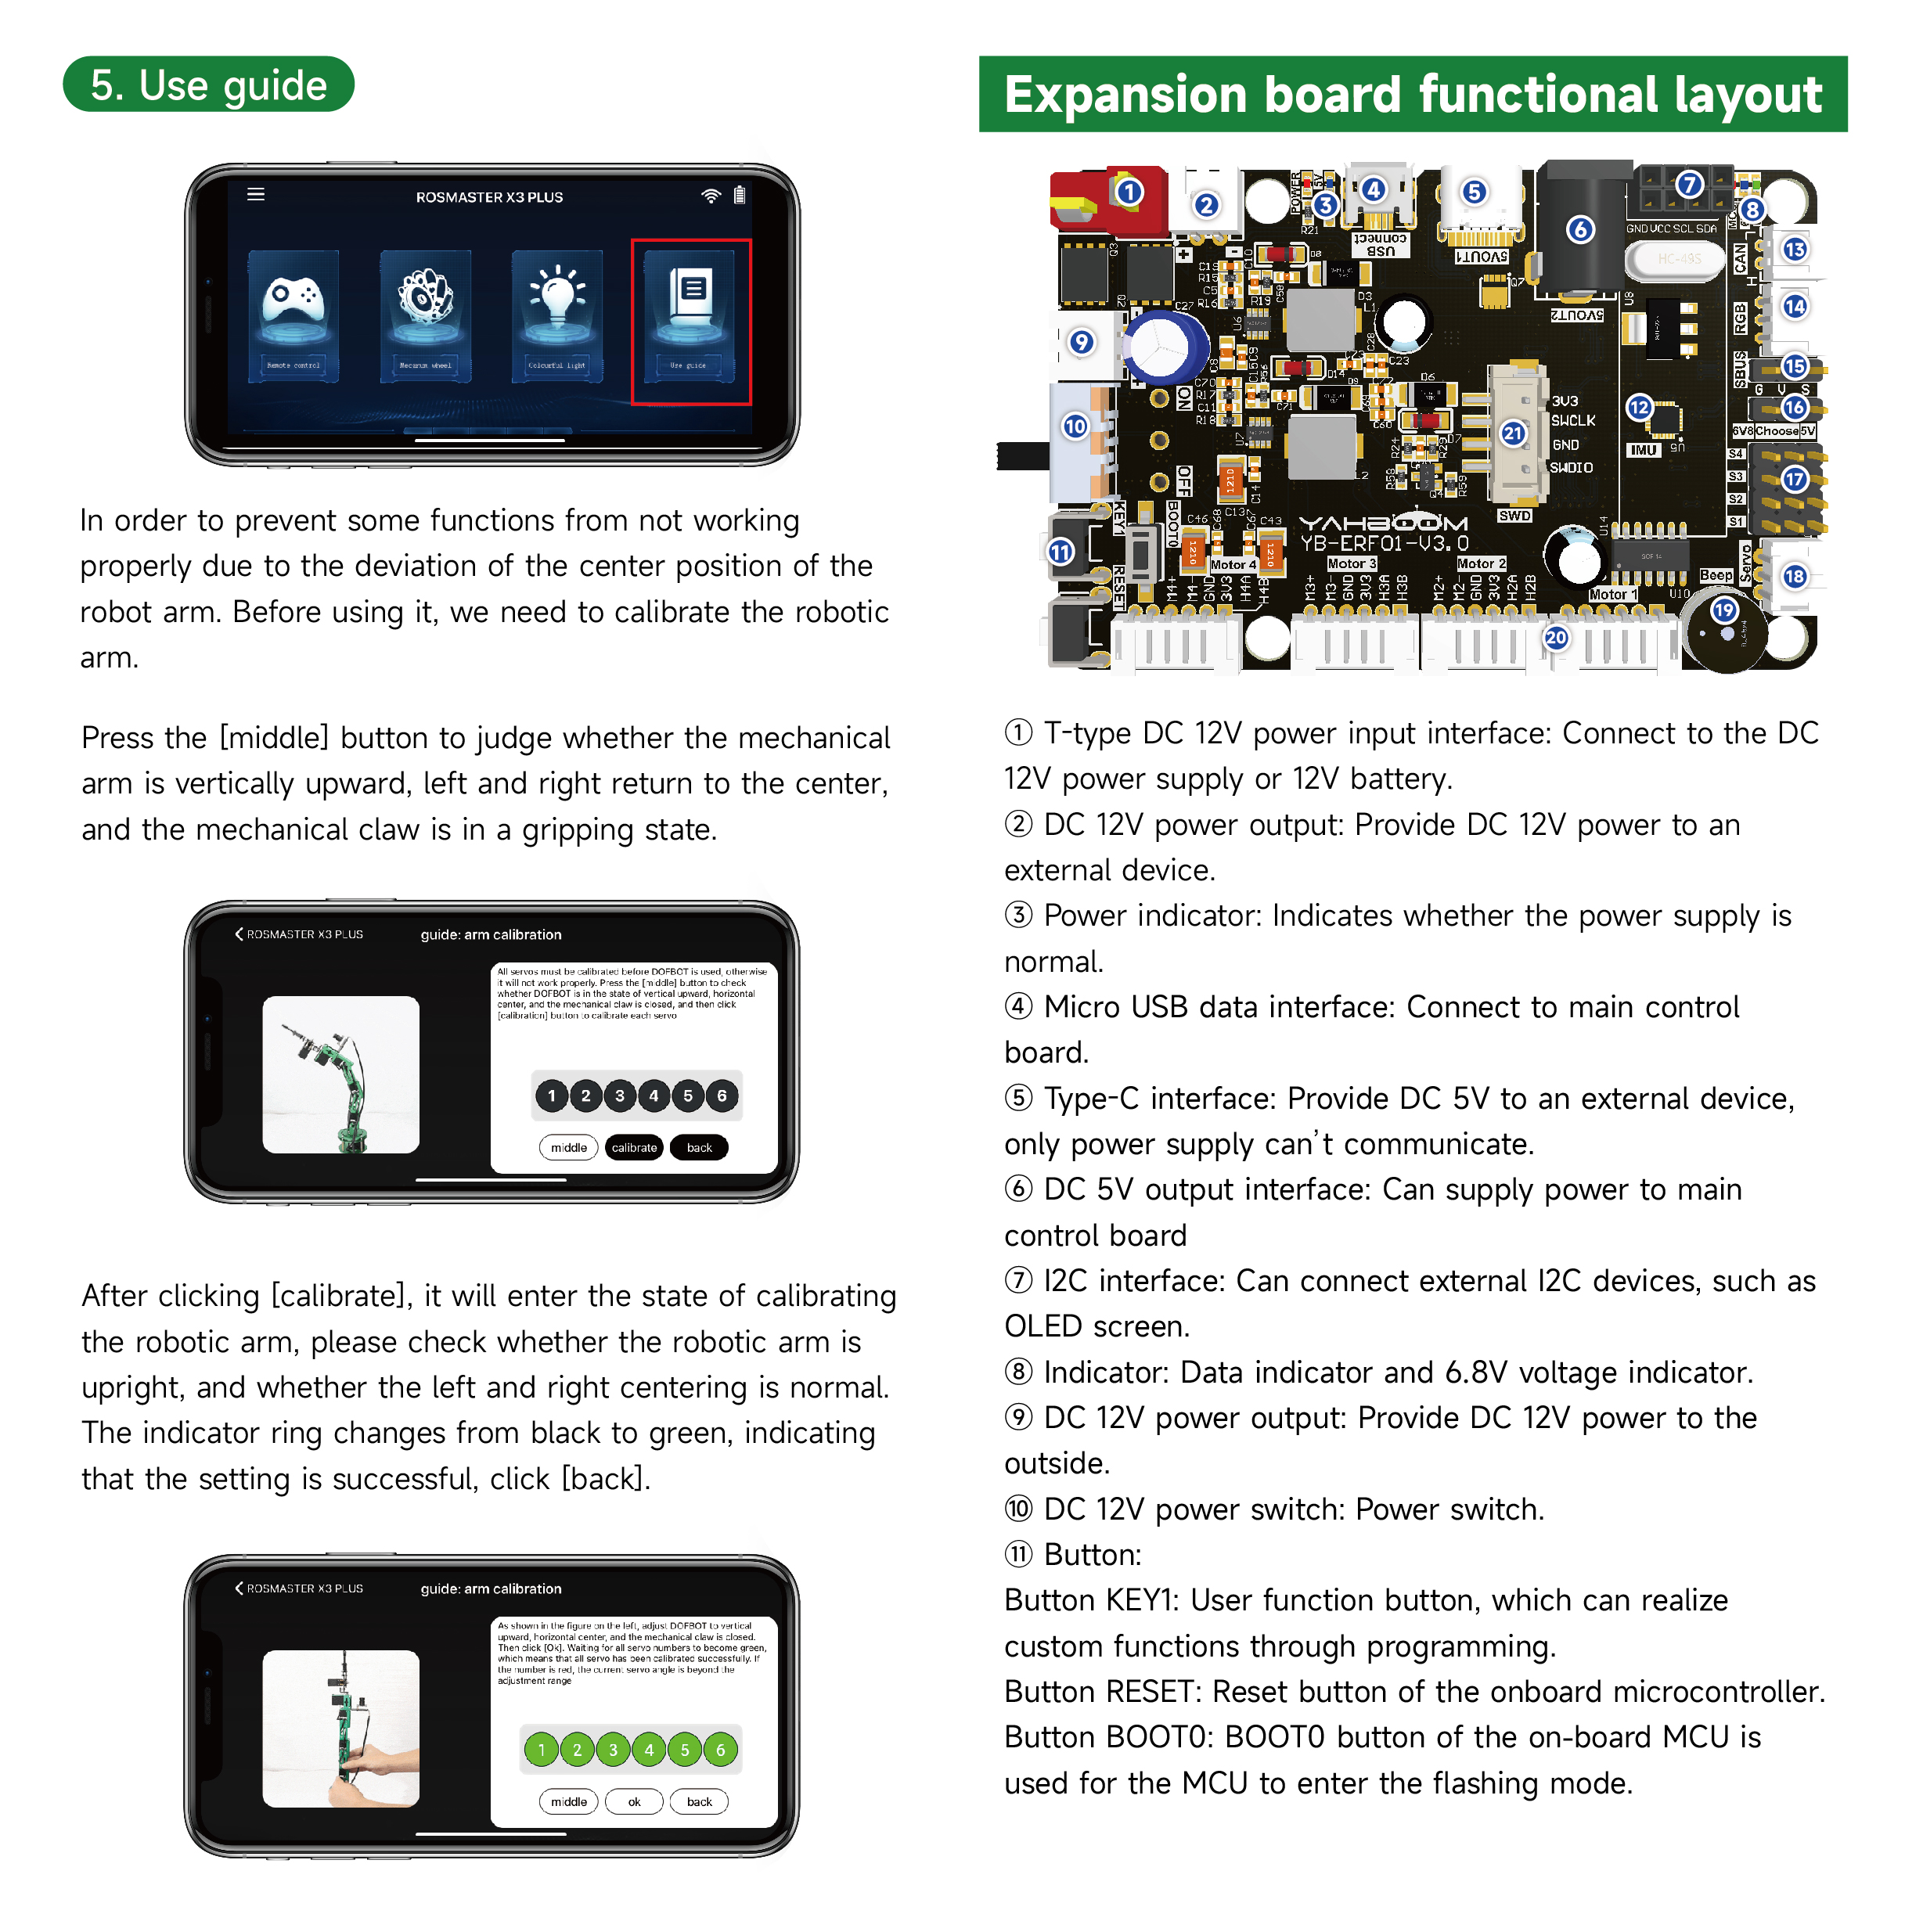 5. Use guide
ROSMASTER X3 PLUS
Remote control
Mecanum wheel
Colourful light
Use guide
In order to prevent some functions from not working
properly due to the deviation of the center position of the
robot arm. Before using it, we need to calibrate the robotic
arm.
Press the [middle] button to judge whether the mechanical
arm is vertically upward, left and right return to the center,
and the mechanical claw is in a gripping state.
ROSMASTER X3 PLUS
guide: arm calibration
All servos must be calibrated before DOFBOT is used, otherwise
it will not work properly. Press the [middle] button to check
whether DOFBOT is in the state of vertical upward, horizontal
center, and the mechanical claw is closed, and then click
[calibration] button to calibrate each servo
1 2 3 4 5 6
middle calibrate back
After clicking [calibrate], it will enter the state of calibrating
the robotic arm, please check whether the robotic arm is
upright, and whether the left and right centering is normal.
The indicator ring changes from black to green, indicating
that the setting is successful, click [back].
ROSMASTER X3 PLUS
guide: arm calibration
As shown in the figure on the left, adjust DOFBOT to vertical
upward, horizontal center, and the mechanical claw is closed.
Then click [Ok]. Waiting for all servo numbers to become green,
which means that all servo has been calibrated successfully. If
the number is red, the current servo angle is beyond the
adjustment range
1 2 3 4 5 6
middle ok back
Expansion board functional layout
1 2 3 4 5 6 7 8
POWER 5V
R21
USB connect
5VOUT1
5VOUT2
GND VCC SCL SDA
HC-49S
CAN 13
RGB 14
SBUS 15
G V S
16
6V8 Choose 5V
S4
S3
S2
S1
17
Servo 18
9
10
ON
OFF
11
KEY1
BOOT0
RESET
12
IMU
21
3V3
SWCLK
GND
SWDIO
SWD
YAHBOOM
YB-ERF01-V3.0
Motor 4 Motor 3 Motor 2 Motor 1
M4+ M4- GND 3V3 H4A H4B
M3+ M3- GND 3V3 H3A H3B
M2+ M2- GND 3V3 H2A H2B
Beep
19
20
① T-type DC 12V power input interface: Connect to the DC
12V power supply or 12V battery.
② DC 12V power output: Provide DC 12V power to an
external device.
③ Power indicator: Indicates whether the power supply is
normal.
④ Micro USB data interface: Connect to main control
board.
⑤ Type-C interface: Provide DC 5V to an external device,
only power supply can't communicate.
⑥ DC 5V output interface: Can supply power to main
control board
⑦ I2C interface: Can connect external I2C devices, such as
OLED screen.
⑧ Indicator: Data indicator and 6.8V voltage indicator.
⑨ DC 12V power output: Provide DC 12V power to the
outside.
⑩ DC 12V power switch: Power switch.
⑪ Button:
Button KEY1: User function button, which can realize
custom functions through programming.
Button RESET: Reset button of the onboard microcontroller.
Button BOOT0: BOOT0 button of the on-board MCU is
used for the MCU to enter the flashing mode.